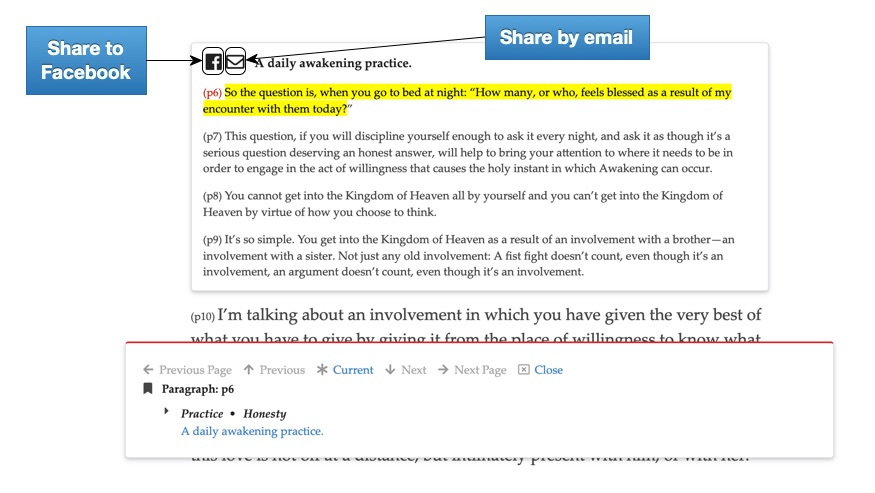 Share to
Facebook
Share by email
A daily awakening practice.
(p6) So the question is, when you go to bed at night: “How many, or who, feels blessed as a result of my
encounter with them today?”
(p7) This question, if you will discipline yourself enough to ask it every night, and ask it as though it’s a
serious question deserving an honest answer, will help to bring your attention to where it needs to be in
order to engage in the act of willingness that causes the holy instant in which Awakening can occur.
(p8) You cannot get into the Kingdom of Heaven all by yourself and you can’t get into the Kingdom of
Heaven by virtue of how you choose to think.
(p9) It’s so simple. You get into the Kingdom of Heaven as a result of an involvement with a brother—an
involvement with a sister. Not just any old involvement: A fist fight doesn’t count, even though it’s an
involvement, an argument doesn’t count, even though it’s an involvement.
(p10) I’m talking about an involvement in which you have given the very best of
what you have to give by giving it from the place of willingness to know what
Previous Page Previous Current Next Next Page Close
Paragraph: p6
Practice • Honesty
A daily awakening practice.
this love is not off at a distance, but intimately present with him, or with her.